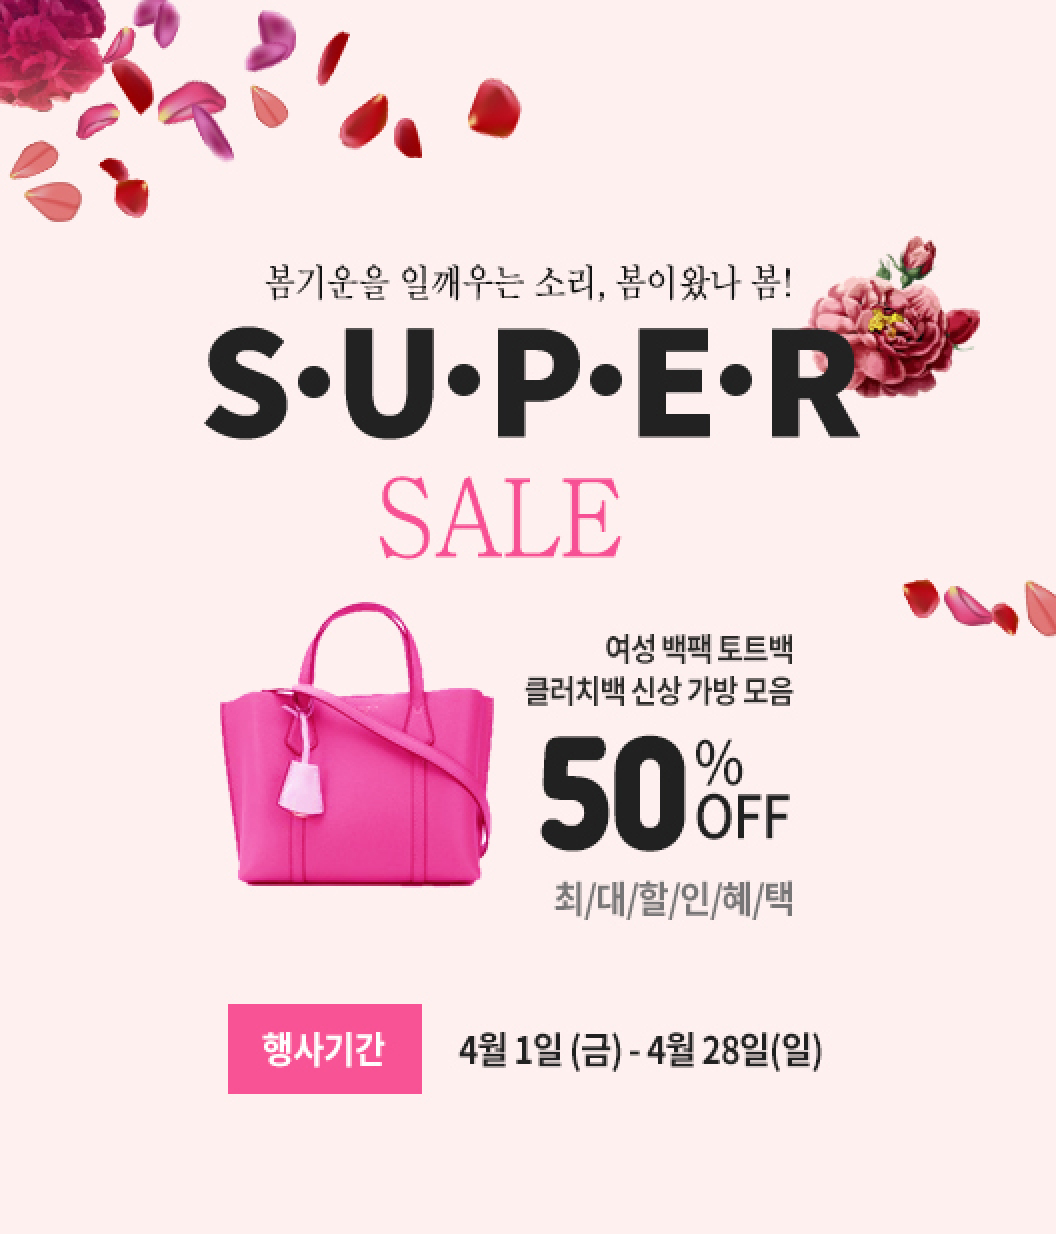 봄기운을 일깨우는 소리, 봄이왔나 봄!
S·U·P·E·R
SALE
여성 백팩 토트백
클러치백 신상 가방 모음
50%
OFF
최/대/할/인/혜/택
행사기간 4월 1일 (금) - 4월 28일(일)